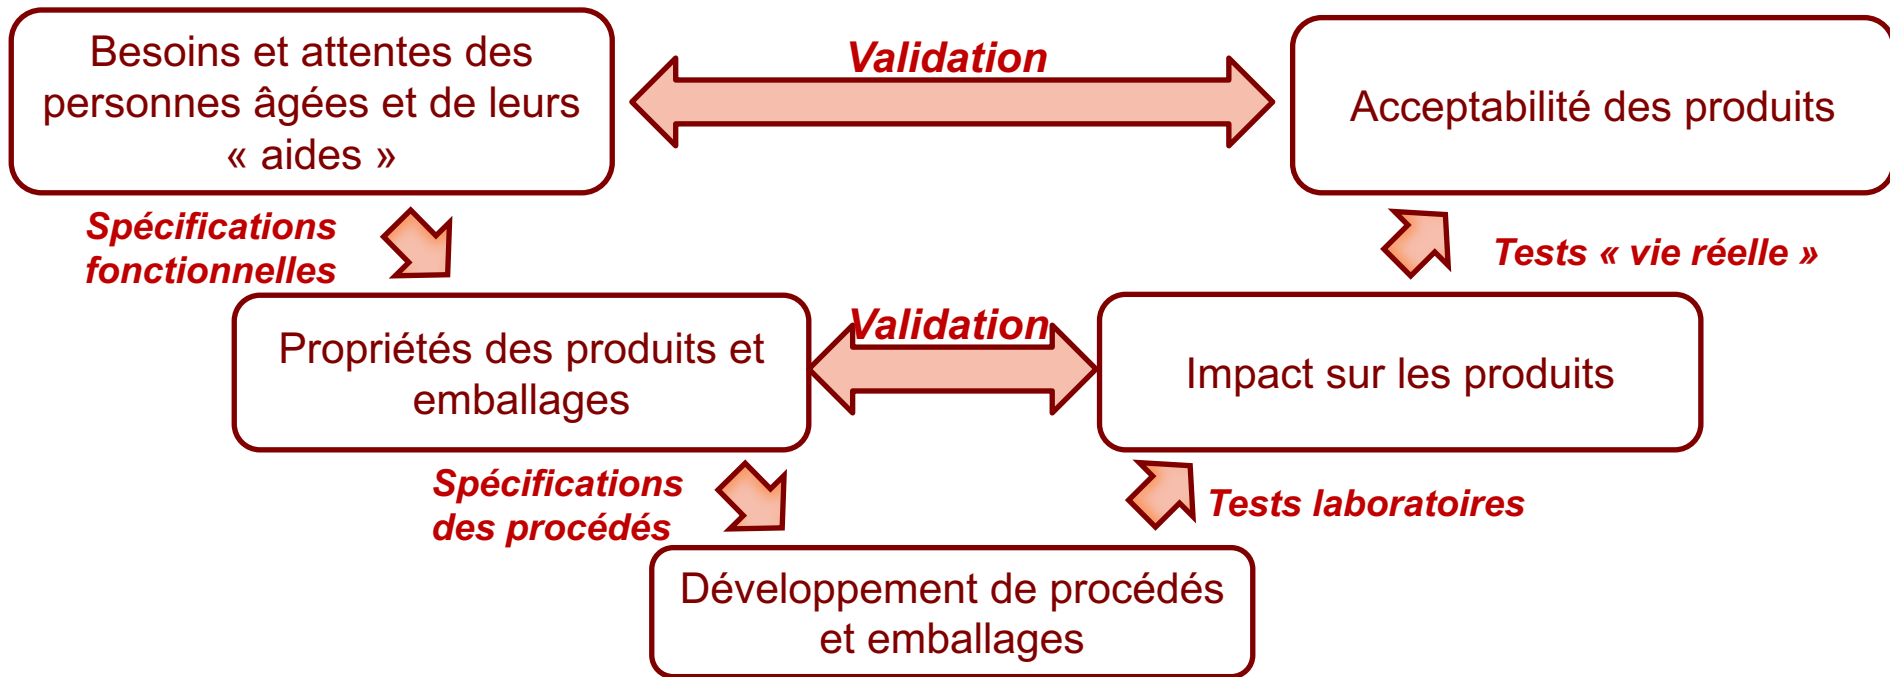 Besoins et attentes des
personnes âgées et de leurs
« aides »
Validation
Acceptabilité des produits
Spécifications
fonctionnelles
Tests « vie réelle »
Propriétés des produits et
emballages
Validation
Impact sur les produits
Spécifications
des procédés
Tests laboratoires
Développement de procédés
et emballages